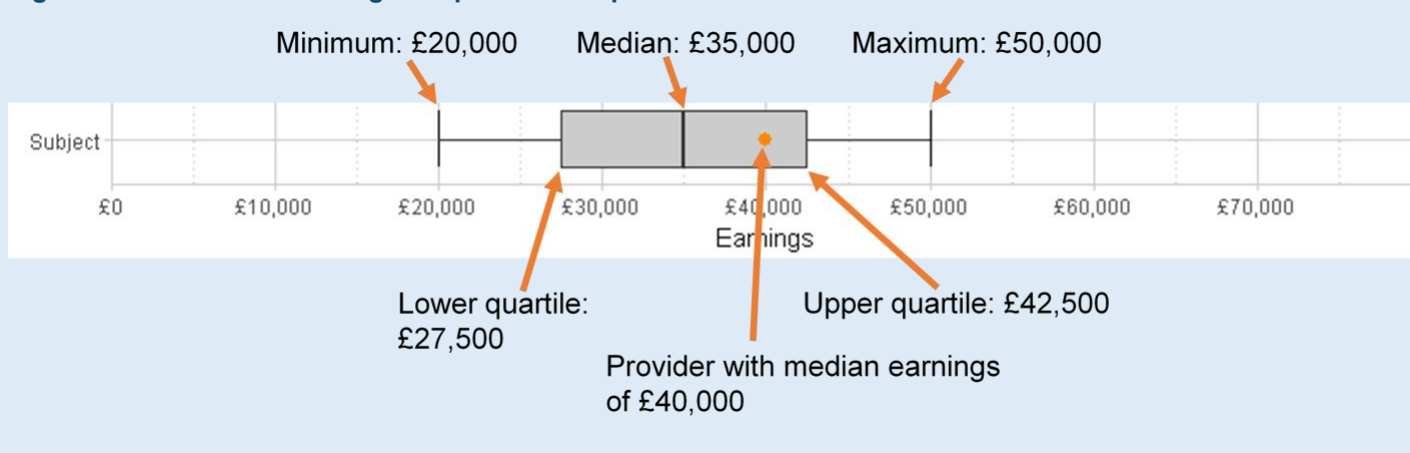 Minimum: £20,000 Median: £35,000 Maximum: £50,000
Subject
£0 £10,000 £20,000 £30,000 £40,000 £50,000 £60,000 £70,000
Earnings
Lower quartile:
£27,500
Upper quartile: £42,500
Provider with median earnings
of £40,000